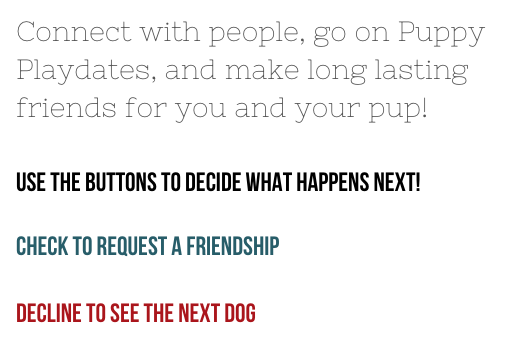 Connect with people, go on Puppy
Playdates, and make long lasting
friends for you and your pup!
USE THE BUTTONS TO DECIDE WHAT HAPPENS NEXT!
CHECK TO REQUEST A FRIENDSHIP
DECLINE TO SEE THE NEXT DOG